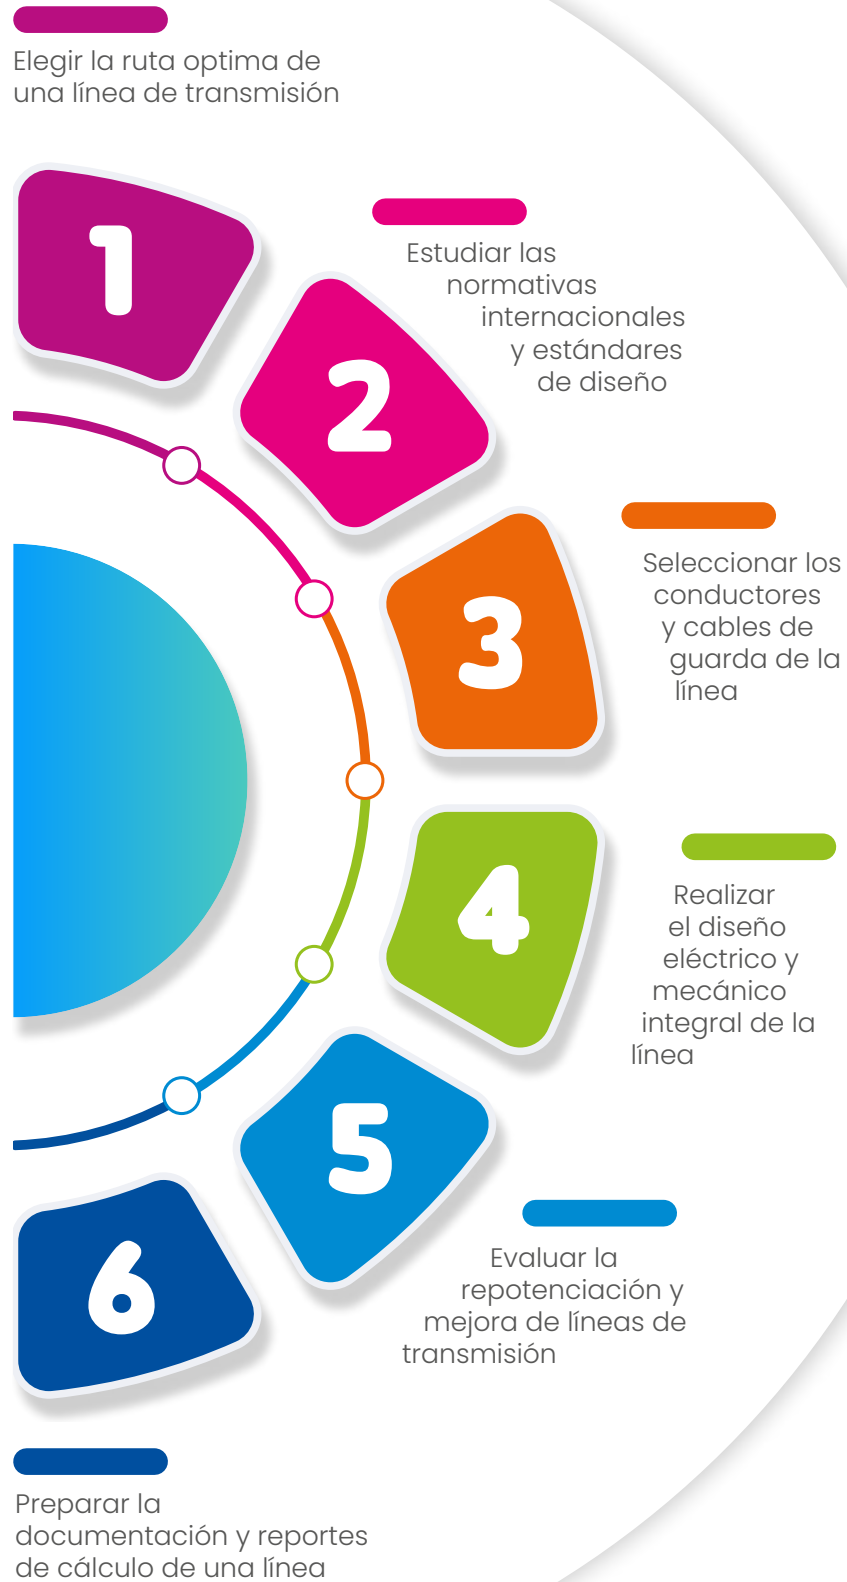 Elegir la ruta optima de
una línea de transmisión
1
Estudiar las
normativas
internacionales
y estándares
de diseño
2
Seleccionar los
conductores
y cables de
guarda de la
línea
3
Realizar
el diseño
eléctrico y
mecánico
integral de la
línea
4
5
Evaluar la
repotenciación y
mejora de líneas de
transmisión
6
Preparar la
documentación y reportes
de cálculo de una línea